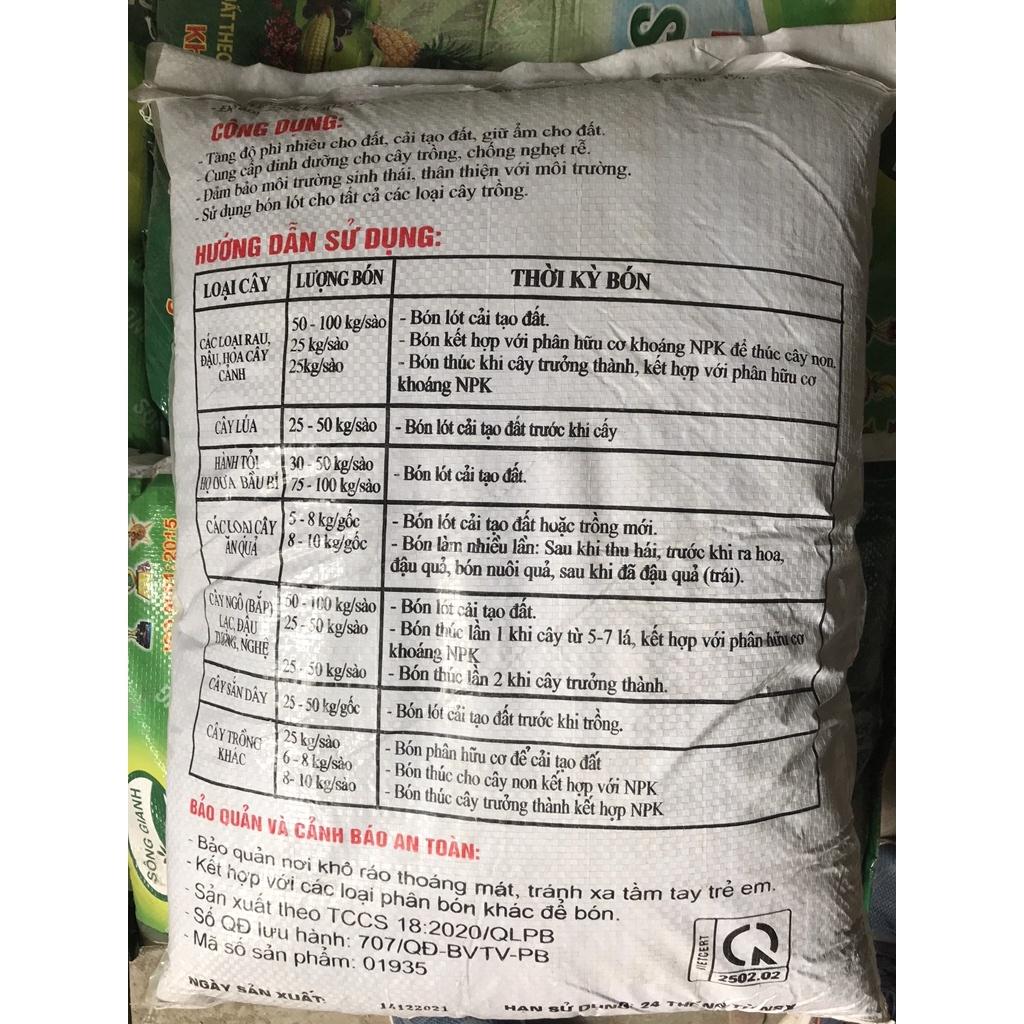 ẤT THEO
KH
S
CÔNG DỤNG:
- Tăng độ phì nhiêu cho đất, cải tạo đất, giữ ẩm cho đất.
- Cung cấp dinh dưỡng cho cây trồng, chống nghẹt rễ.
- Đảm bảo môi trường sinh thái, thân thiện với môi trường.
- Sử dụng bón lót cho tất cả các loại cây trồng.
HƯỚNG DẪN SỬ DỤNG:
LOẠI CÂY LƯỢNG BÓN THỜI KỲ BÓN
CÁC LOẠI RAU,
ĐẬU, HOA CÂY
CẢNH
50 - 100 kg/sào
25 kg/sào
25kg/sào
- Bón lót cải tạo đất.
- Bón kết hợp với phân hữu cơ khoáng NPK để thúc cây non.
- Bón thúc khi cây trưởng thành, kết hợp với phân hữu cơ
khoáng NPK
CÂY LÚA 25 - 50 kg/sào - Bón lót cải tạo đất trước khi cấy
HÀNH TỎI
HỌ DƯA, BẦU BÍ
30 - 50 kg/sào
75 - 100 kg/sào
- Bón lót cải tạo đất.
CÁC LOẠI CÂY
ĂN QUẢ
5 - 8 kg/gốc
8 - 10 kg/gốc
- Bón lót cải tạo đất hoặc trồng mới.
- Bón làm nhiều lần: Sau khi thu hái, trước khi ra hoa,
đậu quả, bón nuôi quả, sau khi đã đậu quả (trái).
CÂY NGÔ (BẮP)
LẠC, ĐẬU
TƯƠNG, NGHỆ
50 - 100 kg/sào
25 - 50 kg/sào
25 - 50 kg/sào
- Bón lót cải tạo đất.
- Bón thúc lần 1 khi cây từ 5-7 lá, kết hợp với phân hữu cơ
khoáng NPK
- Bón thúc lần 2 khi cây trưởng thành.
CÂY SẮN DÂY 25 - 50 kg/gốc - Bón lót cải tạo đất trước khi trồng.
CÂY TRỒNG
KHÁC
25 kg/sào
6 - 8 kg/sào
8- 10 kg/sào
- Bón phân hữu cơ để cải tạo đất
- Bón thúc cho cây non kết hợp với NPK
- Bón thúc cây trưởng thành kết hợp NPK
BẢO QUẢN VÀ CẢNH BÁO AN TOÀN:
- Bảo quản nơi khô ráo thoáng mát, tránh xa tầm tay trẻ em.
- Kết hợp với các loại phân bón khác để bón.
- Sản xuất theo TCCS 18:2020/QLPB
- Số QĐ lưu hành: 707/QĐ-BVTV-PB
- Mã số sản phẩm: 01935
VIETCERT
2502.02
NGÀY SẢN XUẤT: 14122021 HẠN SỬ DỤNG: 24
2015
SÔNG GIANH